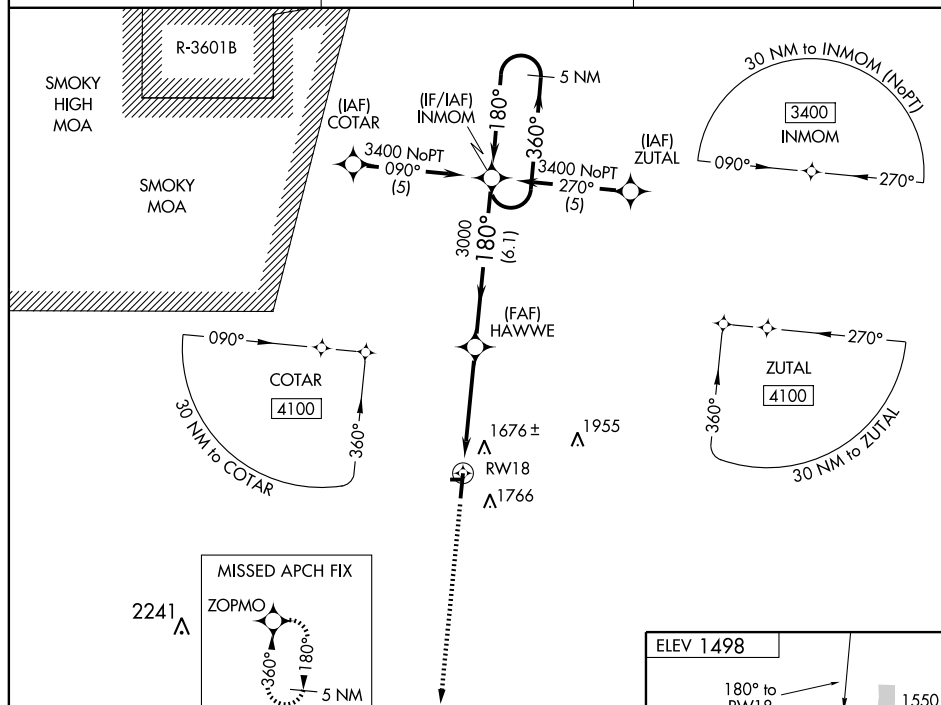 R-3601B
SMOKY
HIGH
MOA
SMOKY
MOA
(IAF)
COTAR
(IF/IAF)
INMOM
5 NM
180°
360°
(IAF)
ZUTAL
3400 NoPT
090°
(5)
3400 NoPT
270°
(5)
30 NM to INMOM (NoPT)
3400
INMOM
090°
270°
3000
180°
(6.1)
(FAF)
HAWWE
090°
COTAR
4100
360°
30 NM to COTAR
270°
ZUTAL
4100
360°
30 NM to ZUTAL
1676 ±
1955
RW18
1766
MISSED APCH FIX
ZOPMO
360°
180°
5 NM
2241
ELEV 1498
180° to
RW18
1550